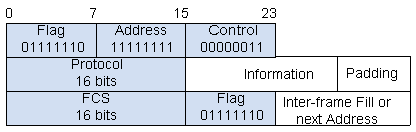 0 7 15 23
Flag Address Control
01111110 11111111 00000011
Protocol
16 bits
Information Padding
FCS
16 bits
Flag
01111110
Inter-frame Fill or
next Address